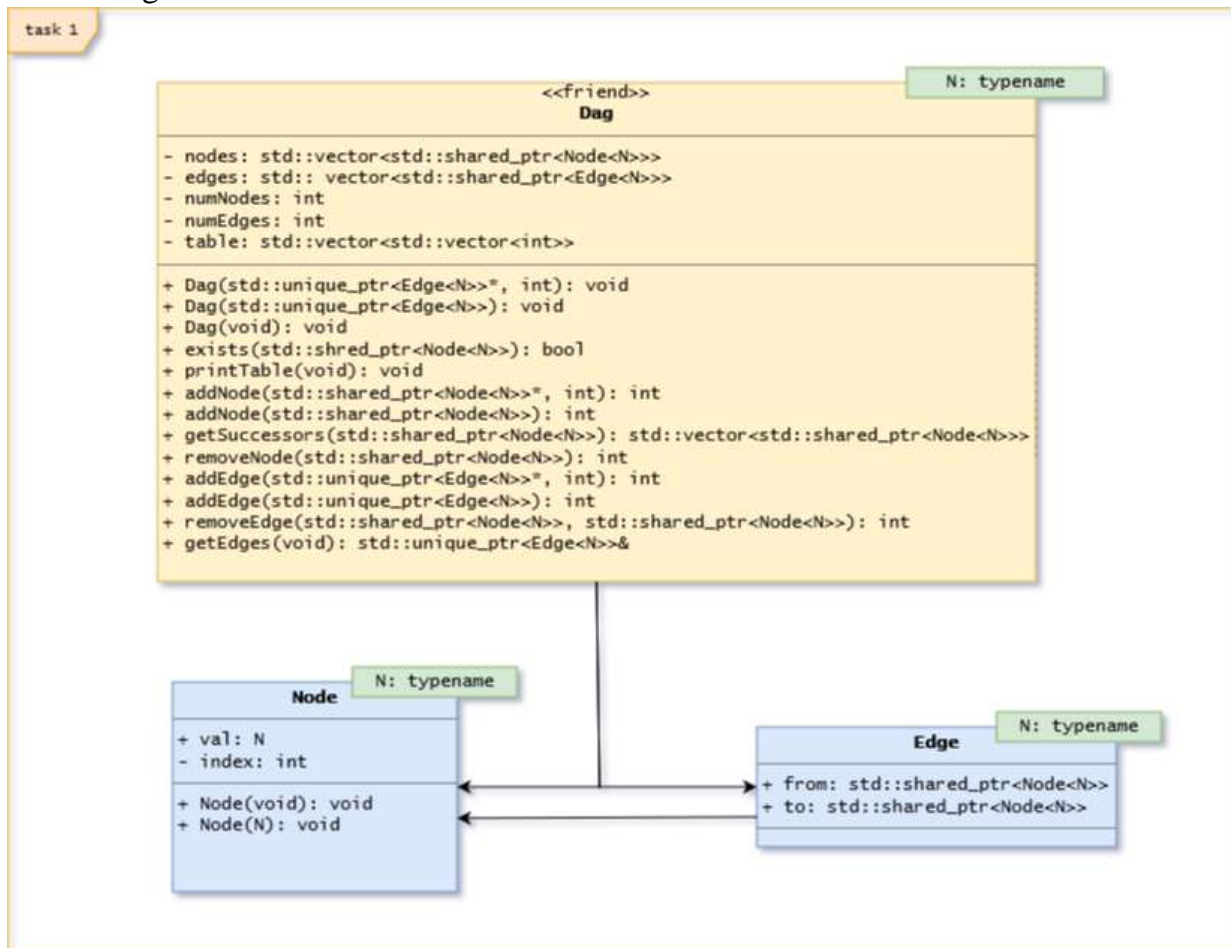 task 1
N: typename
<<friend>>
Dag
- nodes: std::vector<std::shared_ptr<Node<N>>>
- edges: std:: vector<std::shared_ptr<Edge<N>>>
- numNodes: int
- numEdges: int
- table: std::vector<std::vector<int>>
+ Dag(std::unique_ptr<Edge<N>>*, int): void
+ Dag(std::unique_ptr<Edge<N>>): void
+ Dag(void): void
+ exists(std::shred_ptr<Node<N>>): bool
+ printTable(void): void
+ addNode(std::shared_ptr<Node<N>>*, int): int
+ addNode(std::shared_ptr<Node<N>>): int
+ getSuccessors(std::shared_ptr<Node<N>>): std::vector<std::shared_ptr<Node<N>>>
+ removeNode(std::shared_ptr<Node<N>>): int
+ addEdge(std::unique_ptr<Edge<N>>*, int): int
+ addEdge(std::unique_ptr<Edge<N>>): int
+ removeEdge(std::shared_ptr<Node<N>>, std::shared_ptr<Node<N>>): int
+ getEdges(void): std::unique_ptr<Edge<N>>&
N: typename
Node
+ val: N
- index: int
+ Node(void): void
+ Node(N): void
N: typename
Edge
+ from: std::shared_ptr<Node<N>>
+ to: std::shared_ptr<Node<N>>